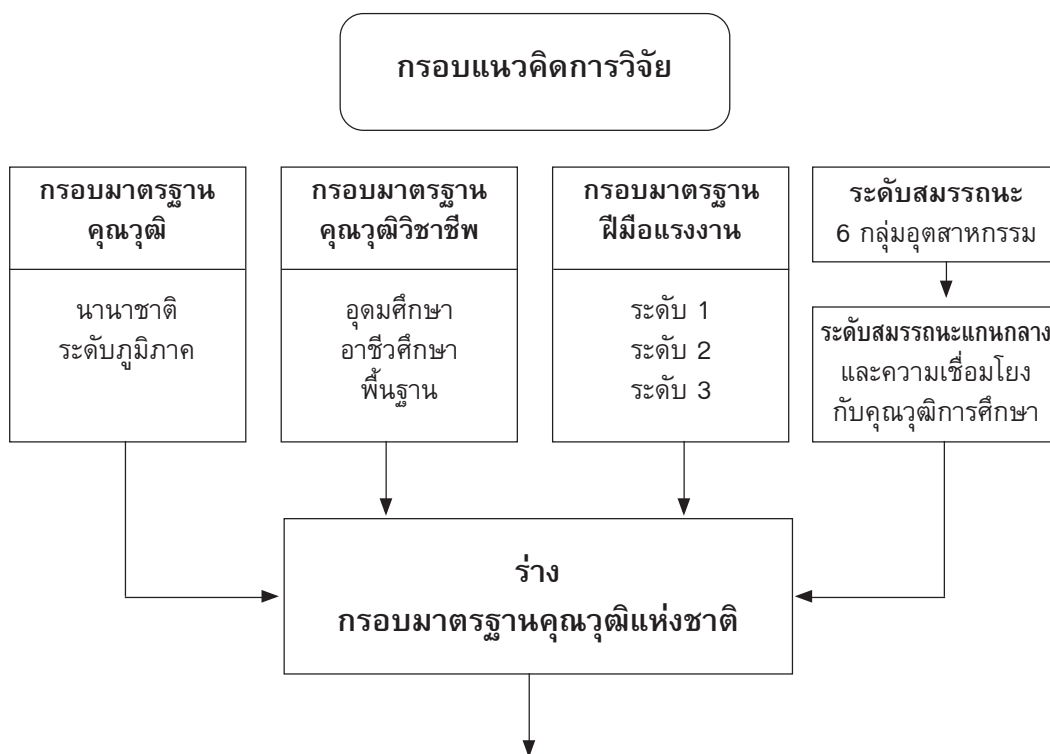 กรอบแนวคิดการวิจัย
กรอบมาตรฐาน
คุณวุฒิ
นานาชาติ
ระดับภูมิภาค
กรอบมาตรฐาน
คุณวุฒิวิชาชีพ
อุดมศึกษา
อาชีวศึกษา
พื้นฐาน
กรอบมาตรฐาน
ฝีมือแรงงาน
ระดับ 1
ระดับ 2
ระดับ 3
ระดับสมรรถนะ
6 กลุ่มอุตสาหกรรม
ระดับสมรรถนะแกนกลาง
และความเชื่อมโยง
กับคุณวุฒิการศึกษา
ร่าง
กรอบมาตรฐานคุณวุฒิแห่งชาติ